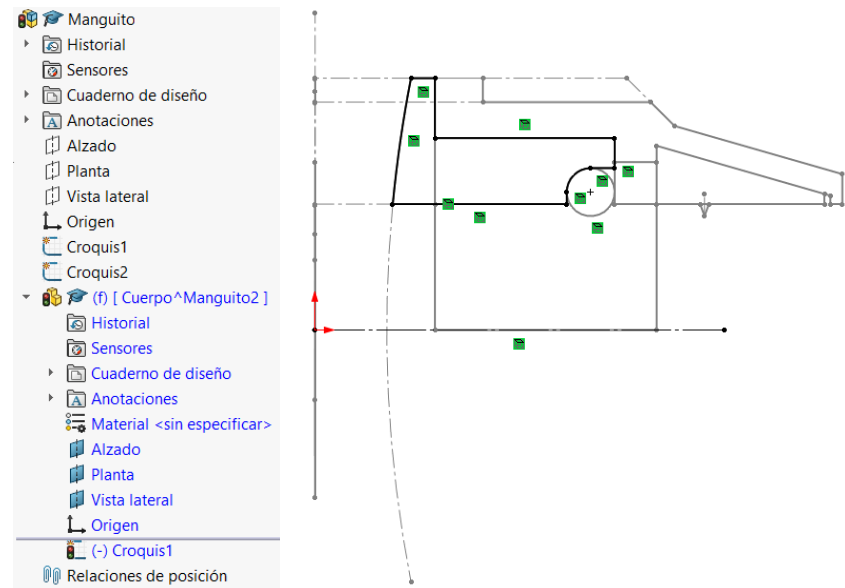 Manguito
Historial
Sensores
Cuaderno de diseño
Anotaciones
Alzado
Planta
Vista lateral
Origen
Croquis1
Croquis2
(f) [ Cuerpo^Manguito2 ]
Historial
Sensores
Cuaderno de diseño
Anotaciones
Material <sin especificar>
Alzado
Planta
Vista lateral
Origen
(-) Croquis1
Relaciones de posición